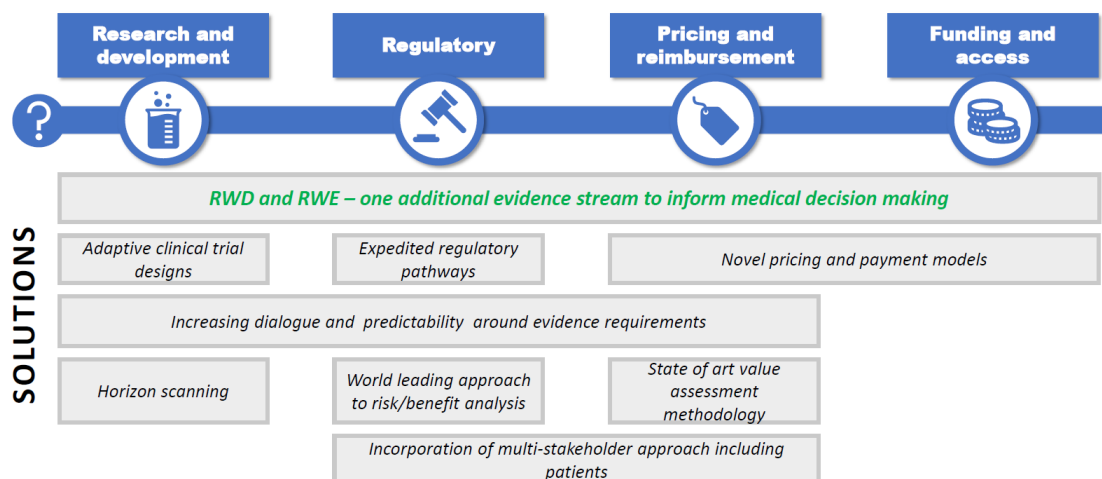 Research and
development
Regulatory
Pricing and
reimbursement
Funding and
access
?
SOLUTIONS
RWD and RWE – one additional evidence stream to inform medical decision making
Adaptive clinical trial
designs
Expedited regulatory
pathways
Novel pricing and payment models
Increasing dialogue and predictability around evidence requirements
Horizon scanning
World leading approach
to risk/benefit analysis
State of art value
assessment
methodology
Incorporation of multi-stakeholder approach including
patients